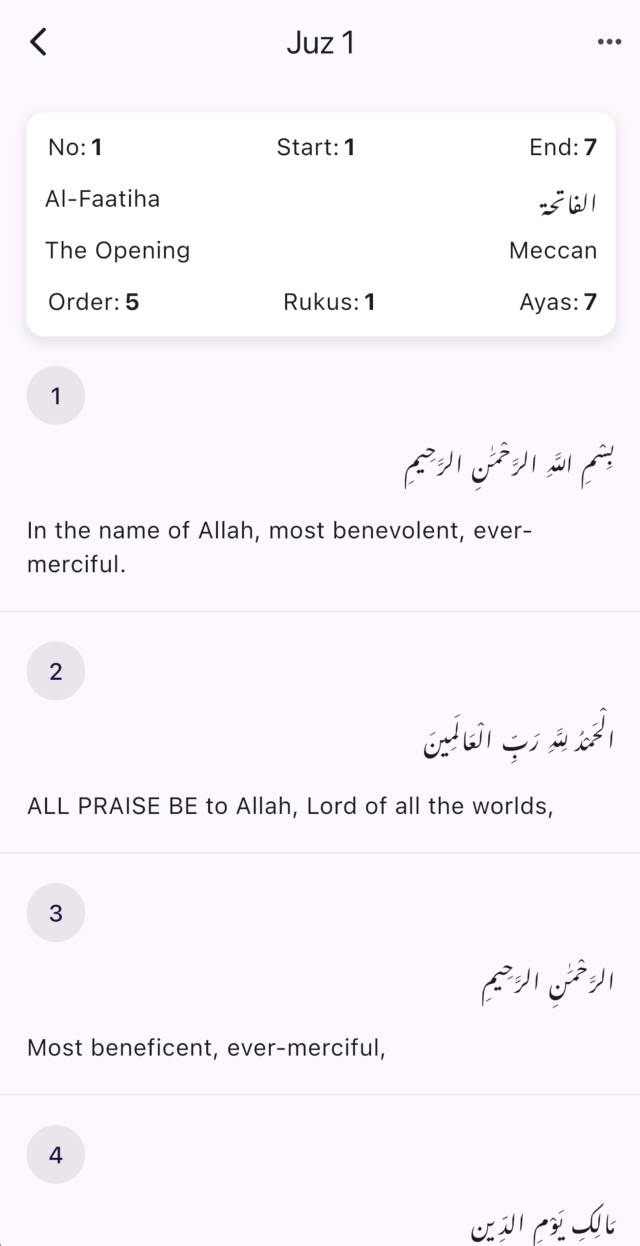 Juz 1
No: 1 Start: 1 End: 7
Al-Faatiha الفاتحة
The Opening Meccan
Order: 5 Rukus: 1 Ayas: 7
1
بِسْمِ اللَّهِ الرَّحْمَٰنِ الرَّحِيمِ
In the name of Allah, most benevolent, ever-
merciful.
2
الْحَمْدُ لِلَّهِ رَبِّ الْعَالَمِينَ
ALL PRAISE BE to Allah, Lord of all the worlds,
3
الرَّحْمَٰنِ الرَّحِيمِ
Most beneficent, ever-merciful,
4
مَالِكِ يَوْمِ الدِّينِ